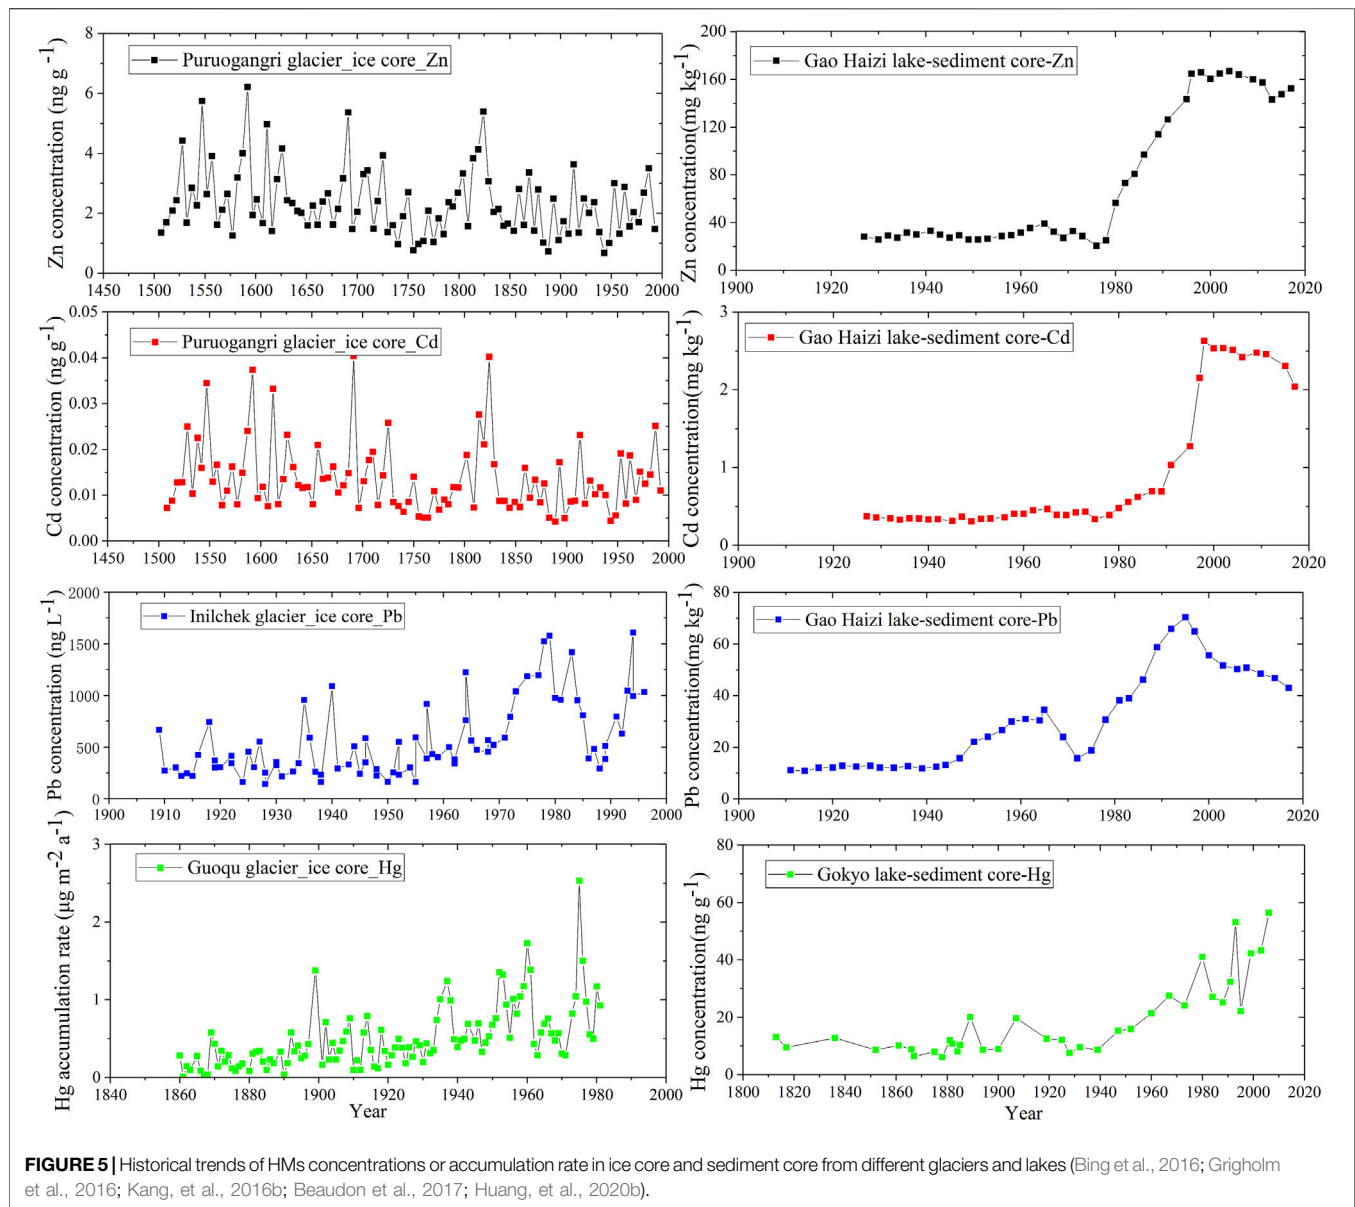 Zn concentration (ng g⁻¹)
8
6
4
2
0
Puruogangri glacier_ice core_Zn
1450 1500 1550 1600 1650 1700 1750 1800 1850 1900 1950 2000
Zn concentration(mg kg⁻¹)
200
160
120
80
40
0
Gao Haizi lake-sediment core-Zn
1900 1920 1940 1960 1980 2000 2020
Cd concentration (ng g⁻¹)
0.05
0.04
0.03
0.02
0.01
0.00
Puruogangri glacier_ice core_Cd
1450 1500 1550 1600 1650 1700 1750 1800 1850 1900 1950 2000
Cd concentration(mg kg⁻¹)
3
2
1
0
Gao Haizi lake-sediment core-Cd
1900 1920 1940 1960 1980 2000 2020
Pb concentration (ng L⁻¹)
2000
1500
1000
500
0
Inilchek glacier_ice core_Pb
1900 1910 1920 1930 1940 1950 1960 1970 1980 1990 2000
Pb concentration(mg kg⁻¹)
80
60
40
20
0
Gao Haizi lake-sediment core-Pb
1900 1920 1940 1960 1980 2000 2020
Hg accumulation rate (µg m⁻² a⁻¹)
3
2
1
0
Guoqu glacier_ice core_Hg
1840 1860 1880 1900 1920 1940 1960 1980 2000
Year
Hg concentration(ng g⁻¹)
80
60
40
20
0
Gokyo lake-sediment core-Hg
1800 1820 1840 1860 1880 1900 1920 1940 1960 1980 2000 2020
Year
FIGURE 5 | Historical trends of HMs concentrations or accumulation rate in ice core and sediment core from different glaciers and lakes (Bing et al., 2016; Grigholm
et al., 2016; Kang, et al., 2016b; Beaudon et al., 2017; Huang, et al., 2020b).